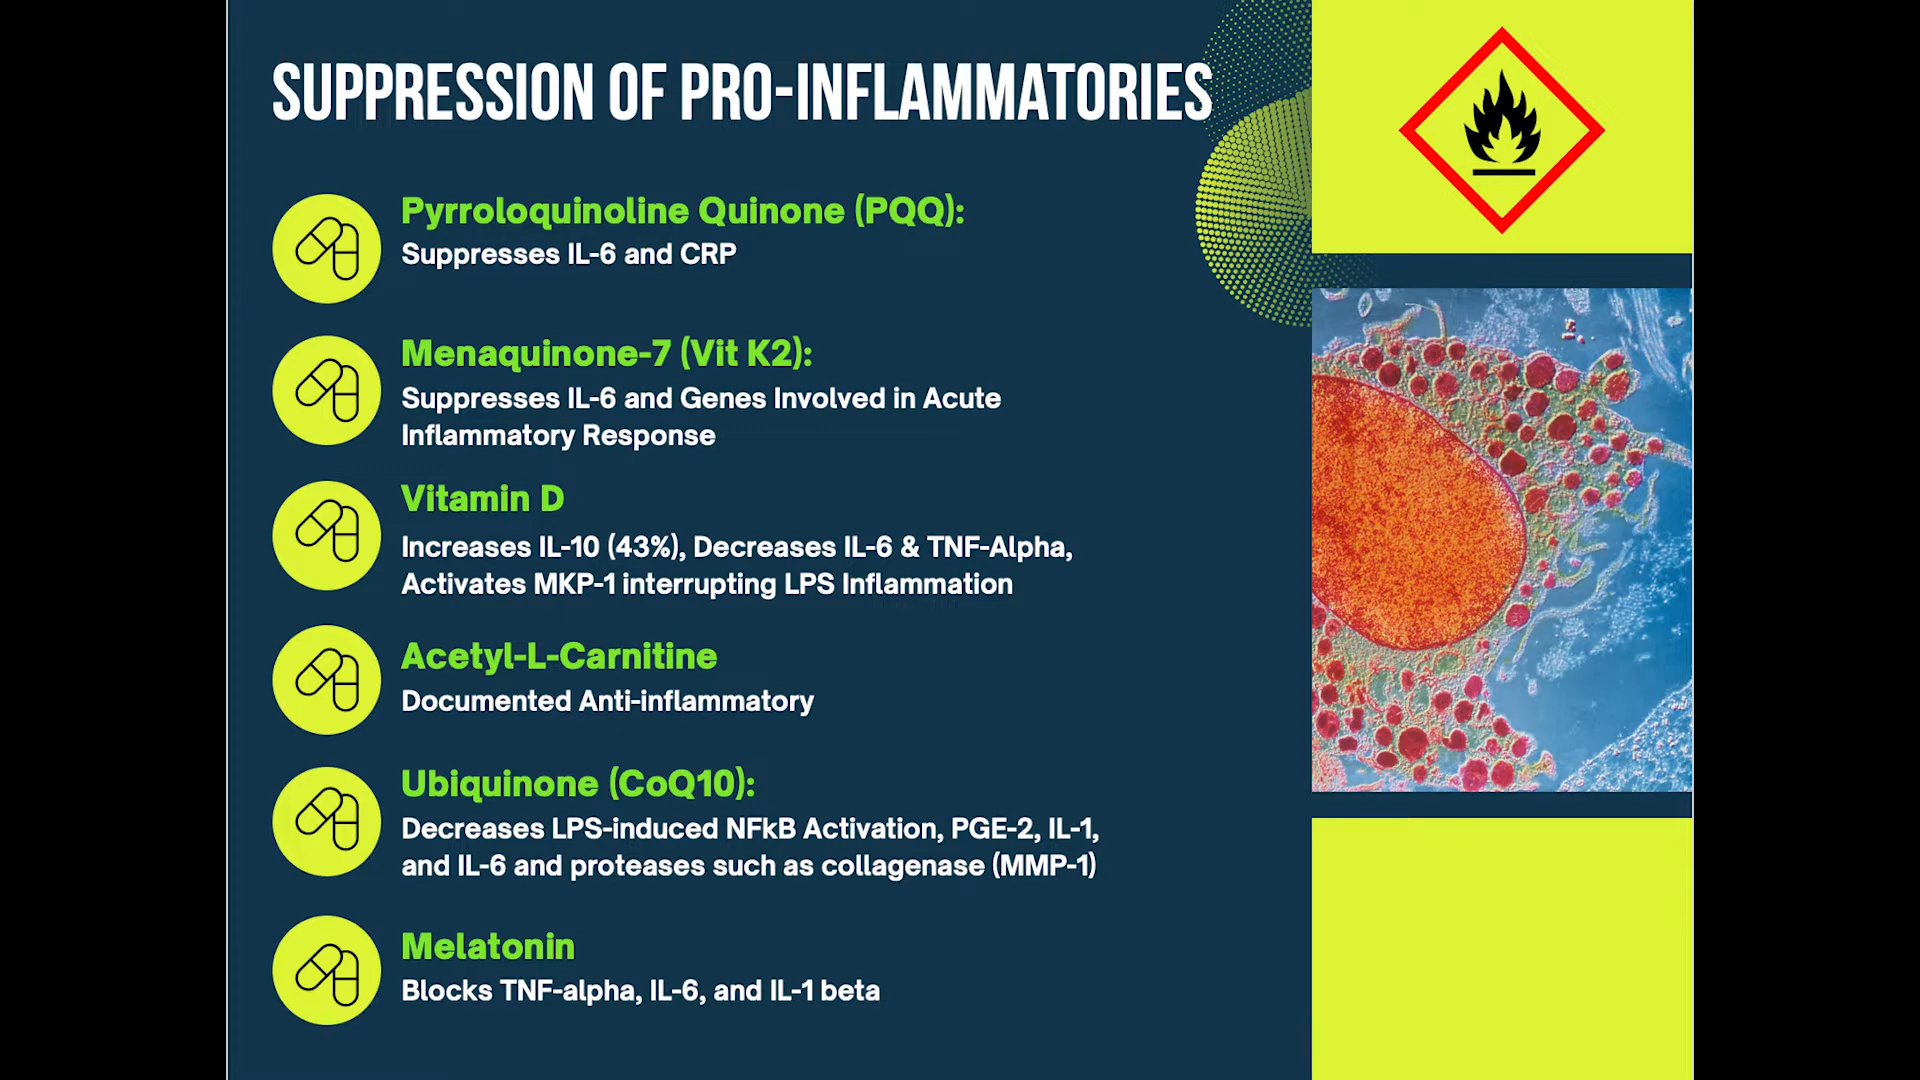 SUPPRESSION OF PRO-INFLAMMATORIES
Pyrroloquinoline Quinone (PQQ):
Suppresses IL-6 and CRP
Menaquinone-7 (Vit K2):
Suppresses IL-6 and Genes Involved in Acute
Inflammatory Response
Vitamin D
Increases IL-10 (43%), Decreases IL-6 & TNF-Alpha,
Activates MKP-1 interrupting LPS Inflammation
Acetyl-L-Carnitine
Documented Anti-inflammatory
Ubiquinone (CoQ10):
Decreases LPS-induced NFkB Activation, PGE-2, IL-1,
and IL-6 and proteases such as collagenase (MMP-1)
Melatonin
Blocks TNF-alpha, IL-6, and IL-1 beta